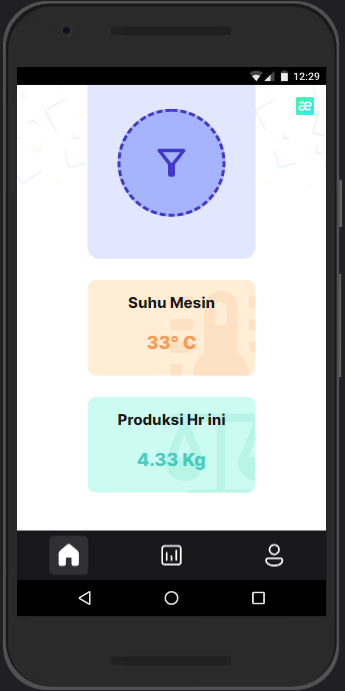 12:29
æ
Suhu Mesin
33° C
Produksi Hr ini
4.33 Kg